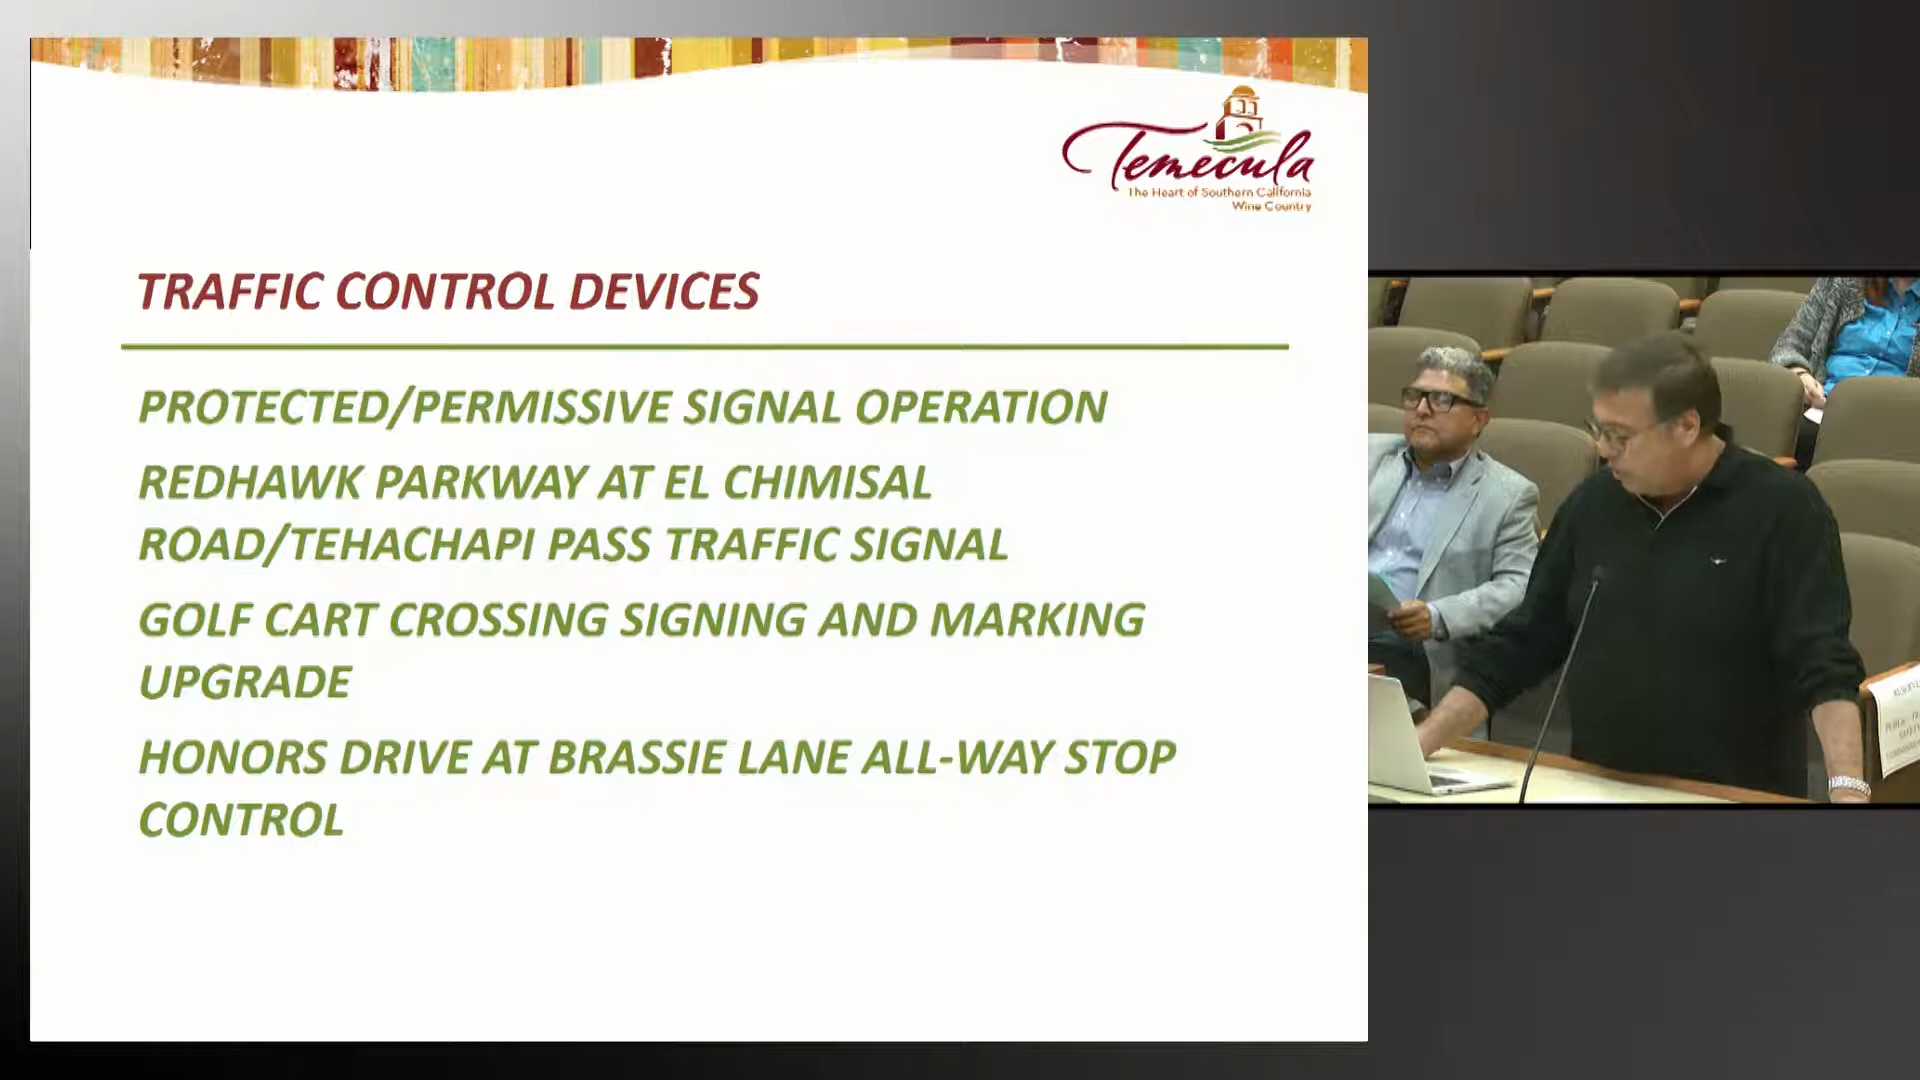 Temecula
The Heart of Southern California
Wine Country
TRAFFIC CONTROL DEVICES
PROTECTED/PERMISSIVE SIGNAL OPERATION
REDHAWK PARKWAY AT EL CHIMISAL
ROAD/TEHACHAPI PASS TRAFFIC SIGNAL
GOLF CART CROSSING SIGNING AND MARKING
UPGRADE
HONORS DRIVE AT BRASSIE LANE ALL-WAY STOP
CONTROL